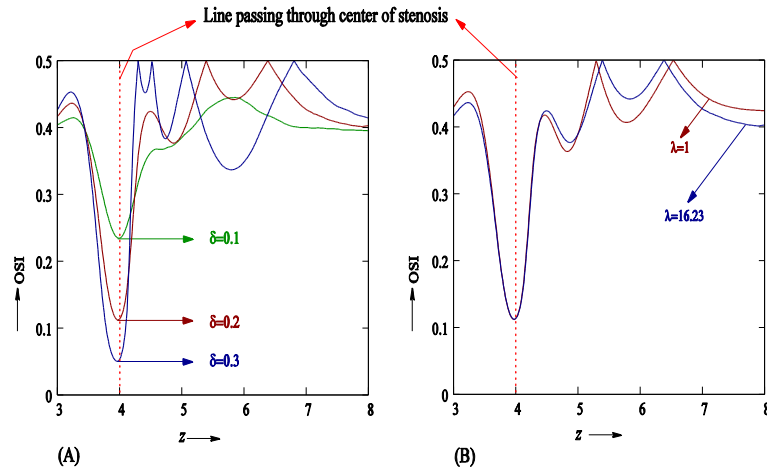 Line passing through center of stenosis
0.5
0.4
0.3
0.2
0.1
0
OSI
3
4
5
6
7
8
z
δ=0.1
δ=0.2
δ=0.3
(A)
0.5
0.4
0.3
0.2
0.1
0
OSI
3
4
5
6
7
8
z
λ=1
λ=16.23
(B)